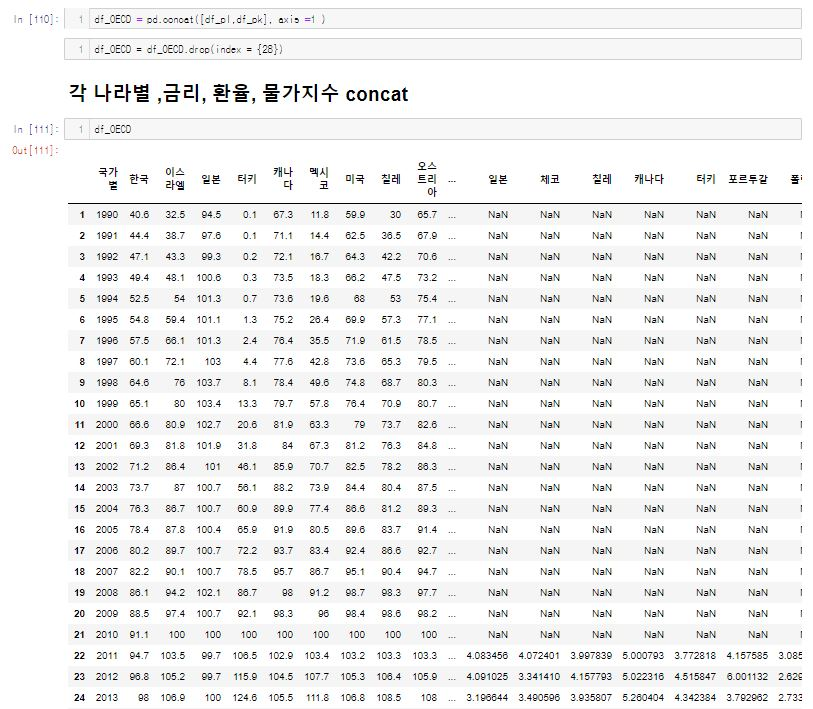 In [110]: 1 df_OECD = pd.concat([df_pl,df_pk], axis =1 )
1 df_OECD = df_OECD.drop(index = {28})
각 나라별 ,금리, 환율, 물가지수 concat
In [111]: 1 df_OECD
Out[111]:
국가별 한국 이스라엘 일본 터키 캐나다 멕시코 미국 칠레 오스트리아 ... 일본 체코 칠레 캐나다 터키 포르투갈
1 1990 40.6 32.5 94.5 0.1 67.3 11.8 59.9 30 65.7 ... NaN NaN NaN NaN NaN NaN
2 1991 44.4 38.7 97.6 0.1 71.1 14.4 62.5 36.5 67.9 ... NaN NaN NaN NaN NaN NaN
3 1992 47.1 43.3 99.3 0.2 72.1 16.7 64.3 42.2 70.6 ... NaN NaN NaN NaN NaN NaN
4 1993 49.4 48.1 100.6 0.3 73.5 18.3 66.2 47.5 73.2 ... NaN NaN NaN NaN NaN NaN
5 1994 52.5 54 101.3 0.7 73.6 19.6 68 53 75.4 ... NaN NaN NaN NaN NaN NaN
6 1995 54.8 59.4 101.1 1.3 75.2 26.4 69.9 57.3 77.1 ... NaN NaN NaN NaN NaN NaN
7 1996 57.5 66.1 101.3 2.4 76.4 35.5 71.9 61.5 78.5 ... NaN NaN NaN NaN NaN NaN
8 1997 60.1 72.1 103 4.4 77.6 42.8 73.6 65.3 79.5 ... NaN NaN NaN NaN NaN NaN
9 1998 64.6 76 103.7 8.1 78.4 49.6 74.8 68.7 80.3 ... NaN NaN NaN NaN NaN NaN
10 1999 65.1 80 103.4 13.3 79.7 57.8 76.4 70.9 80.7 ... NaN NaN NaN NaN NaN NaN
11 2000 66.6 80.9 102.7 20.6 81.9 63.3 79 73.7 82.6 ... NaN NaN NaN NaN NaN NaN
12 2001 69.3 81.8 101.9 31.8 84 67.3 81.2 76.3 84.8 ... NaN NaN NaN NaN NaN NaN
13 2002 71.2 86.4 101 46.1 85.9 70.7 82.5 78.2 86.3 ... NaN NaN NaN NaN NaN NaN
14 2003 73.7 87 100.7 56.1 88.2 73.9 84.4 80.4 87.5 ... NaN NaN NaN NaN NaN NaN
15 2004 76.3 86.7 100.7 60.9 89.9 77.4 86.6 81.2 89.3 ... NaN NaN NaN NaN NaN NaN
16 2005 78.4 87.8 100.4 65.9 91.9 80.5 89.6 83.7 91.4 ... NaN NaN NaN NaN NaN NaN
17 2006 80.2 89.7 100.7 72.2 93.7 83.4 92.4 86.6 92.7 ... NaN NaN NaN NaN NaN NaN
18 2007 82.2 90.1 100.7 78.5 95.7 86.7 95.1 90.4 94.7 ... NaN NaN NaN NaN NaN NaN
19 2008 86.1 94.2 102.1 86.7 98 91.2 98.7 98.3 97.7 ... NaN NaN NaN NaN NaN NaN
20 2009 88.5 97.4 100.7 92.1 98.3 96 98.4 98.6 98.2 ... NaN NaN NaN NaN NaN NaN
21 2010 91.1 100 100 100 100 100 100 100 100 ... NaN NaN NaN NaN NaN NaN
22 2011 94.7 103.5 99.7 106.5 102.9 103.4 103.2 103.3 103.3 ... 4.083456 4.072401 3.997839 5.000793 3.772818 4.157585 3.085
23 2012 96.8 105.2 99.7 115.9 104.5 107.7 105.3 106.4 105.9 ... 4.091025 3.341410 4.157793 5.022316 4.515847 6.001132 2.629
24 2013 98 106.9 100 124.6 105.5 111.8 106.8 108.5 108 ... 3.196644 3.490596 3.935807 5.260404 4.342384 3.792962 2.733